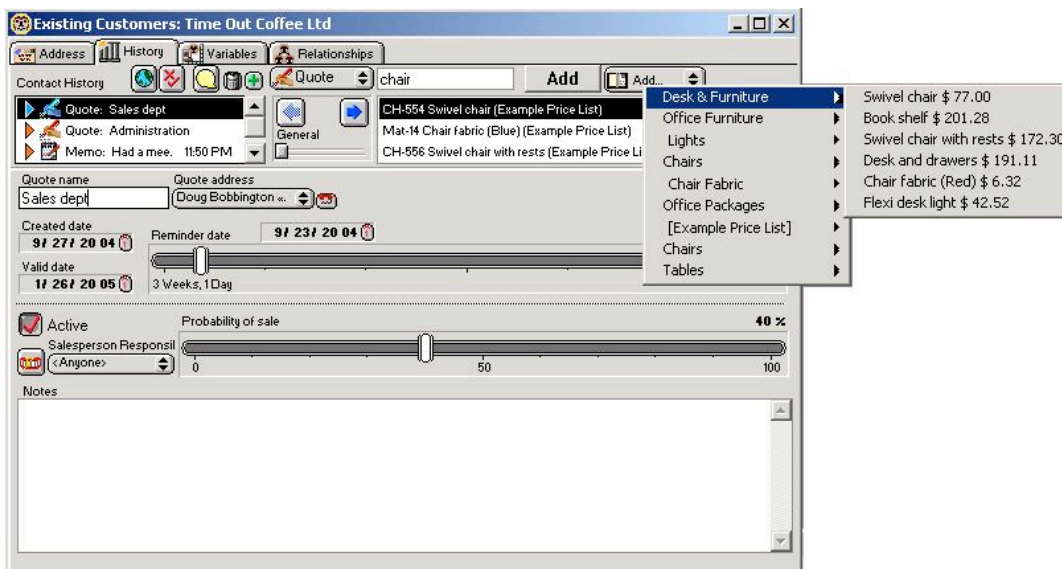 Existing Customers: Time Out Coffee Ltd
Address History Variables Relationships
Contact History Quote chair Add Add...
Quote: Sales dept
Quote: Administration
Memo: Had a mee. 11:50 PM
General
CH-554 Swivel chair (Example Price List)
Mat-14 Chair fabric (Blue) (Example Price List)
CH-556 Swivel chair with rests (Example Price Li
Desk & Furniture
Office Furniture
Lights
Chairs
Chair Fabric
Office Packages
[Example Price List]
Chairs
Tables
Swivel chair $ 77.00
Book shelf $ 201.28
Swivel chair with rests $ 172.30
Desk and drawers $ 191.11
Chair fabric (Red) $ 6.32
Flexi desk light $ 42.52
Quote name Quote address
Sales dept Doug Bobbington «.
Created date
9/ 27/ 20 04
Reminder date 9/ 23/ 20 04
Valid date
1/ 26/ 20 05
3 Weeks, 1 Day
Active
Probability of sale 40 %
Salesperson Responsil
<Anyone>
0 50 100
Notes